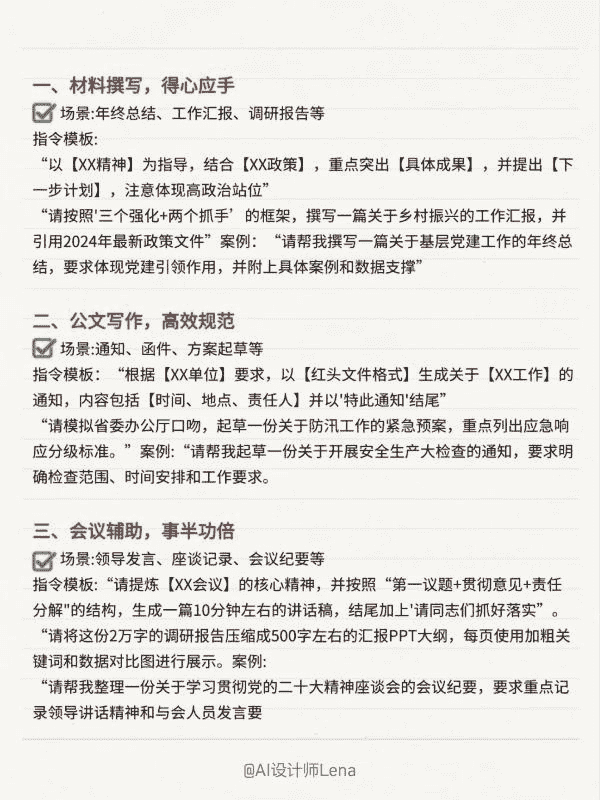 一、材料撰写，得心应手
场景:年终总结、工作汇报、调研报告等
指令模板:
“以【XX精神】为指导，结合【XX政策】，重点突出【具体成果】，并提出【下
一步计划】，注意体现高政治站位”
“请按照'三个强化+两个抓手’的框架，撰写一篇关于乡村振兴的工作汇报，并
引用2024年最新政策文件”案例：“请帮我撰写一篇关于基层党建工作的年终总
结，要求体现党建引领作用，并附上具体案例和数据支撑”
二、公文写作，高效规范
场景:通知、函件、方案起草等
指令模板：“根据【XX单位】要求，以【红头文件格式】生成关于【XX工作】的
通知，内容包括【时间、地点、责任人】并以'特此通知'结尾”
“请模拟省委办公厅口吻，起草一份关于防汛工作的紧急预案，重点列出应急响
应分级标准。”案例:“请帮我起草一份关于开展安全生产大检查的通知，要求明
确检查范围、时间安排和工作要求。
三、会议辅助，事半功倍
场景:领导发言、座谈记录、会议纪要等
指令模板:“请提炼【XX会议】的核心精神，并按照“第一议题+贯彻意见+责任
分解"的结构，生成一篇10分钟左右的讲话稿，结尾加上'请同志们抓好落实”。
“请将这份2万字的调研报告压缩成500字左右的汇报PPT大纲，每页使用加粗关
键词和数据对比图进行展示。案例:
“请帮我整理一份关于学习贯彻党的二十大精神座谈会的会议纪要，要求重点记
录领导讲话精神和与会人员发言要
@AI设计师Lena